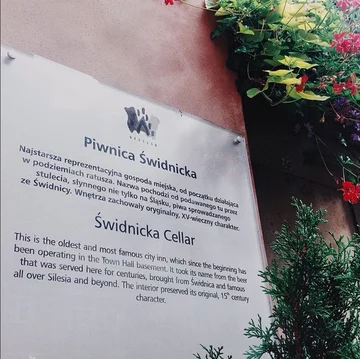 Piwnica Świdnicka
Najstarsza reprezentacyjna gospoda miejska, od początku działająca
w podziemiach ratusza. Nazwa pochodzi od podawanego tu przez
stulecia, słynnego nie tylko na Śląsku, piwa sprowadzanego
ze Świdnicy. Wnętrza zachowały oryginalny, XV-wieczny charakter.
Świdnicka Cellar
This is the oldest and most famous city inn, which since the beginning has
been operating in the Town Hall basement. It took its name from the beer
that was served here for centuries, brought from Świdnica and famous
all over Silesia and beyond. The interior preserved its original, 15th century
character.